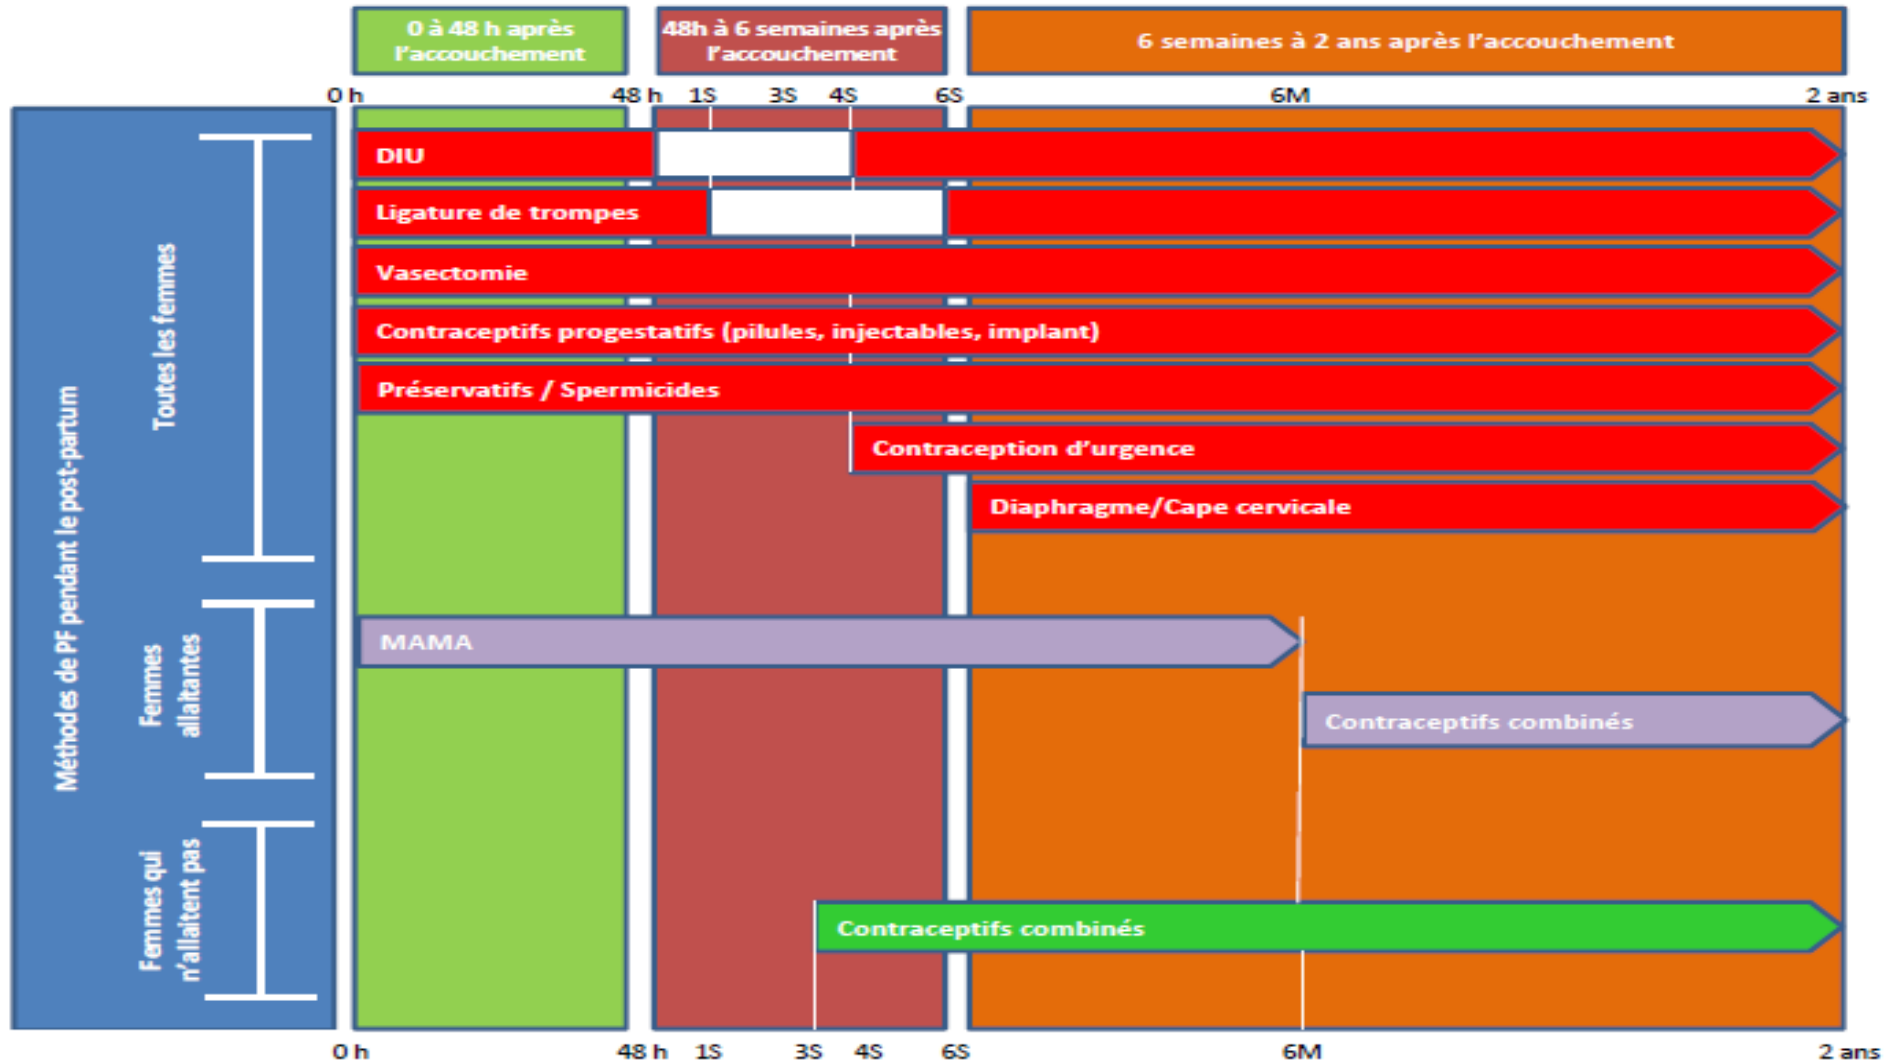 0 à 48 h après
l'accouchement
48h à 6 semaines après
l'accouchement
6 semaines à 2 ans après l'accouchement
0 h 48 h 1S 3S 4S 6S 6M 2 ans
Méthodes de PF pendant le post-partum
Toutes les femmes
DIU
Ligature de trompes
Vasectomie
Contraceptifs progestatifs (pilules, injectables, implant)
Préservatifs / Spermicides
Contraception d'urgence
Diaphragme/Cape cervicale
Femmes
allaitantes
MAMA
Contraceptifs combinés
Femmes qui
n'allaitent pas
Contraceptifs combinés
0 h 48 h 1S 3S 4S 6S 6M 2 ans